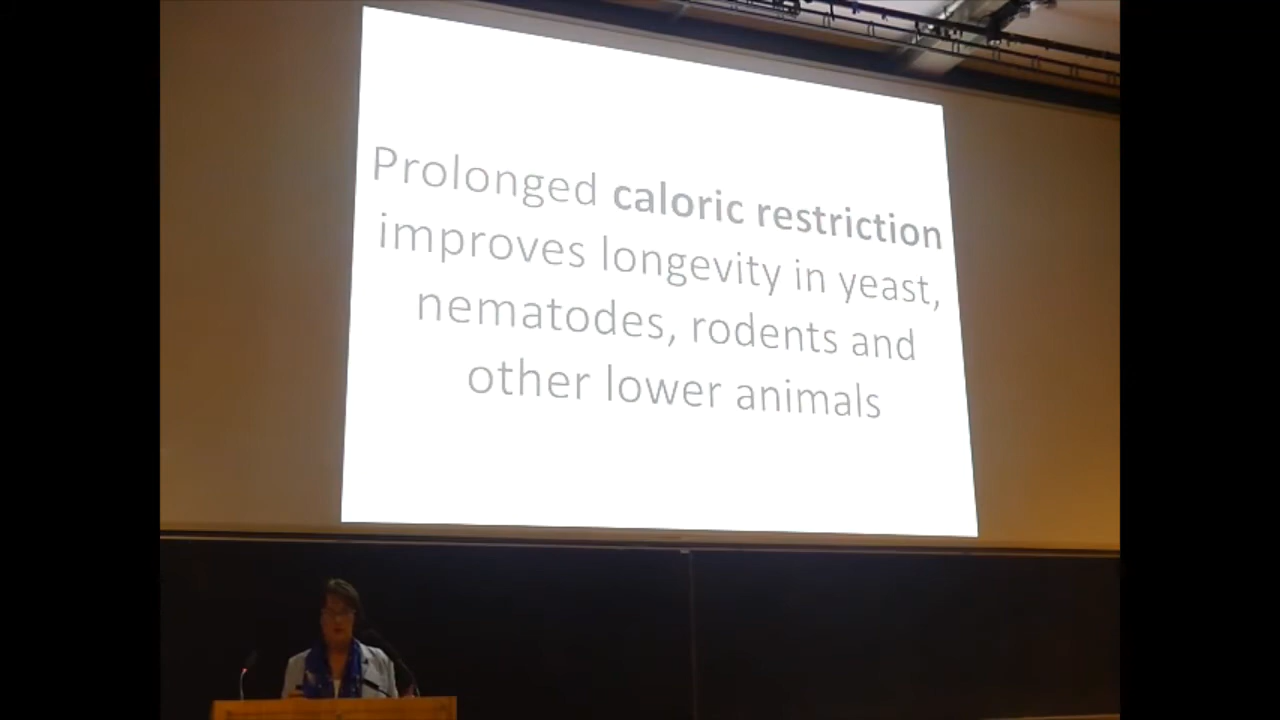 Prolonged caloric restriction
improves longevity in yeast,
nematodes, rodents and
other lower animals